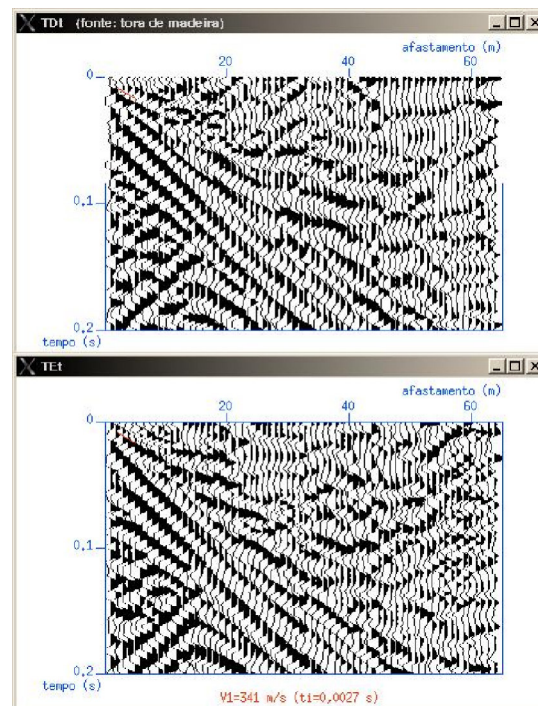 TDt (fonte: tora de madeira)
afastamento (m)
0 20 40 60
0,1
0,2
tempo (s)
TEt
afastamento (m)
0 20 40 60
0,1
0,2
tempo (s)
V1=341 m/s (ti=0,0027 s)